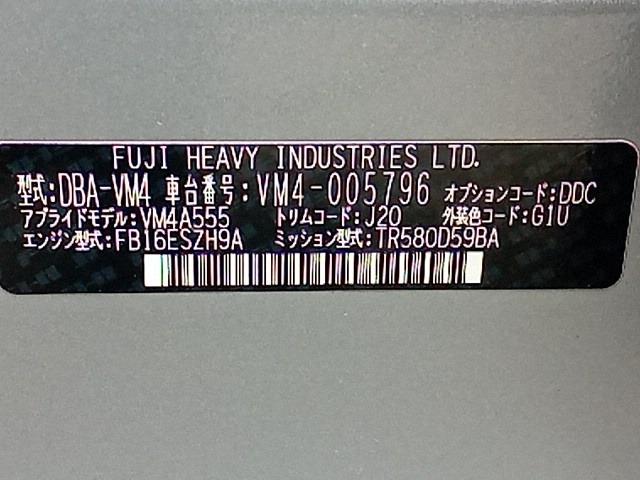 FUJI HEAVY INDUSTRIES LTD.
型式:DBA-VM4 車台番号:VM4-005796 オプションコード:DDC
アプライドモデル:VM4A555 トリムコード:J20 外装色コード:G1U
エンジン型式:FB16ESZH9A ミッション型式:TR580D59BA